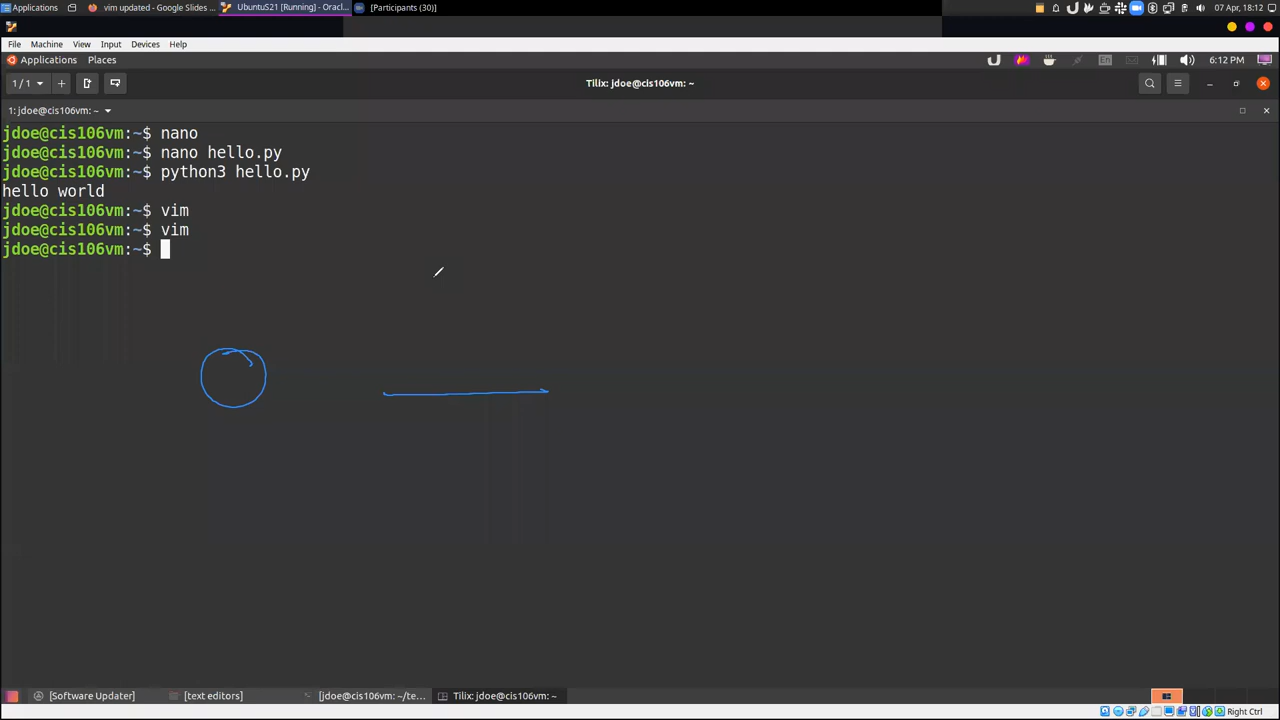 Applications vim updated - Google Slides ... UbuntuS21 [Running] - Oracl... [Participants (30)] 07 Apr, 18:12
File Machine View Input Devices Help
Applications Places En 6:12 PM
1 / 1 Tilix: jdoe@cis106vm: ~
1: jdoe@cis106vm: ~
jdoe@cis106vm:~$ nano
jdoe@cis106vm:~$ nano hello.py
jdoe@cis106vm:~$ python3 hello.py
hello world
jdoe@cis106vm:~$ vim
jdoe@cis106vm:~$ vim
jdoe@cis106vm:~$
[Software Updater] [text editors] [jdoe@cis106vm: ~/te... Tilix: jdoe@cis106vm: ~
Right Ctrl